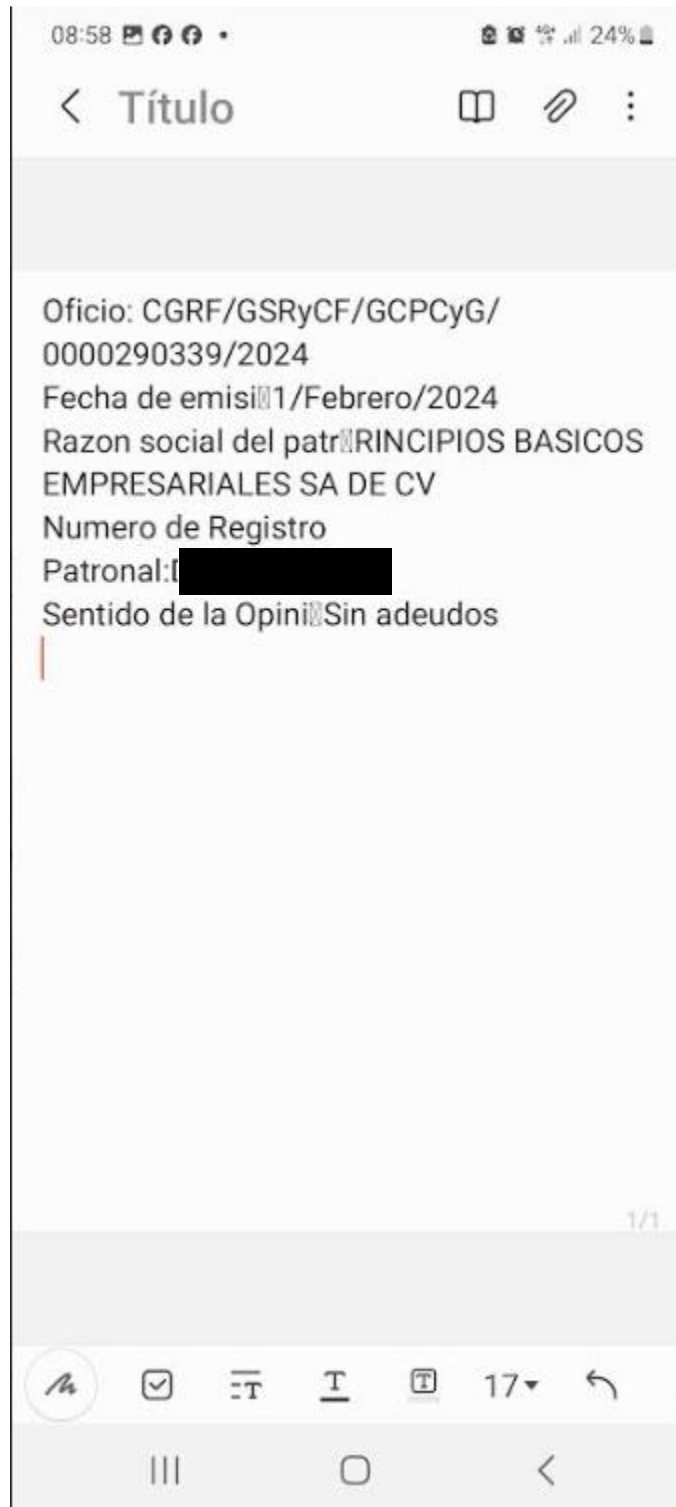 08:58 24%
Título
Oficio: CGRF/GSRyCF/GCPCyG/
0000290339/2024
Fecha de emisi1/Febrero/2024
Razon social del patrRINCIPIOS BASICOS
EMPRESARIALES SA DE CV
Numero de Registro
Patronal:
Sentido de la OpiniSin adeudos
1/1
T T T 17